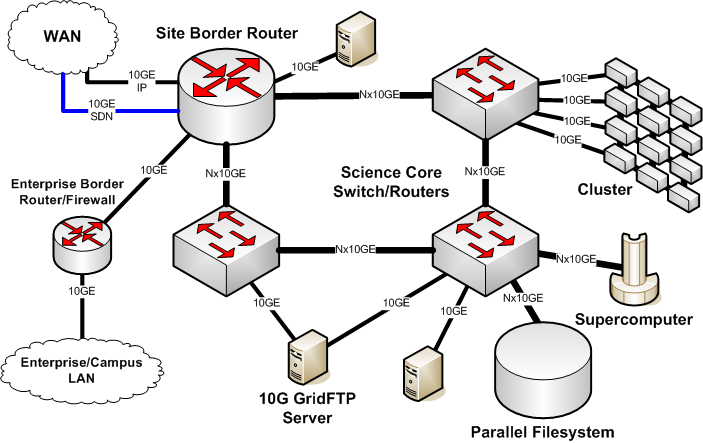 WAN
Site Border Router
10GE
IP
10GE
SDN
10GE
Nx10GE
10GE
10GE
10GE
10GE
Cluster
10GE
Nx10GE
Science Core
Switch/Routers
Nx10GE
Enterprise Border
Router/Firewall
Nx10GE
Nx10GE
Supercomputer
10GE
10GE
10GE
10GE
Nx10GE
Enterprise/Campus
LAN
10G GridFTP
Server
Parallel Filesystem